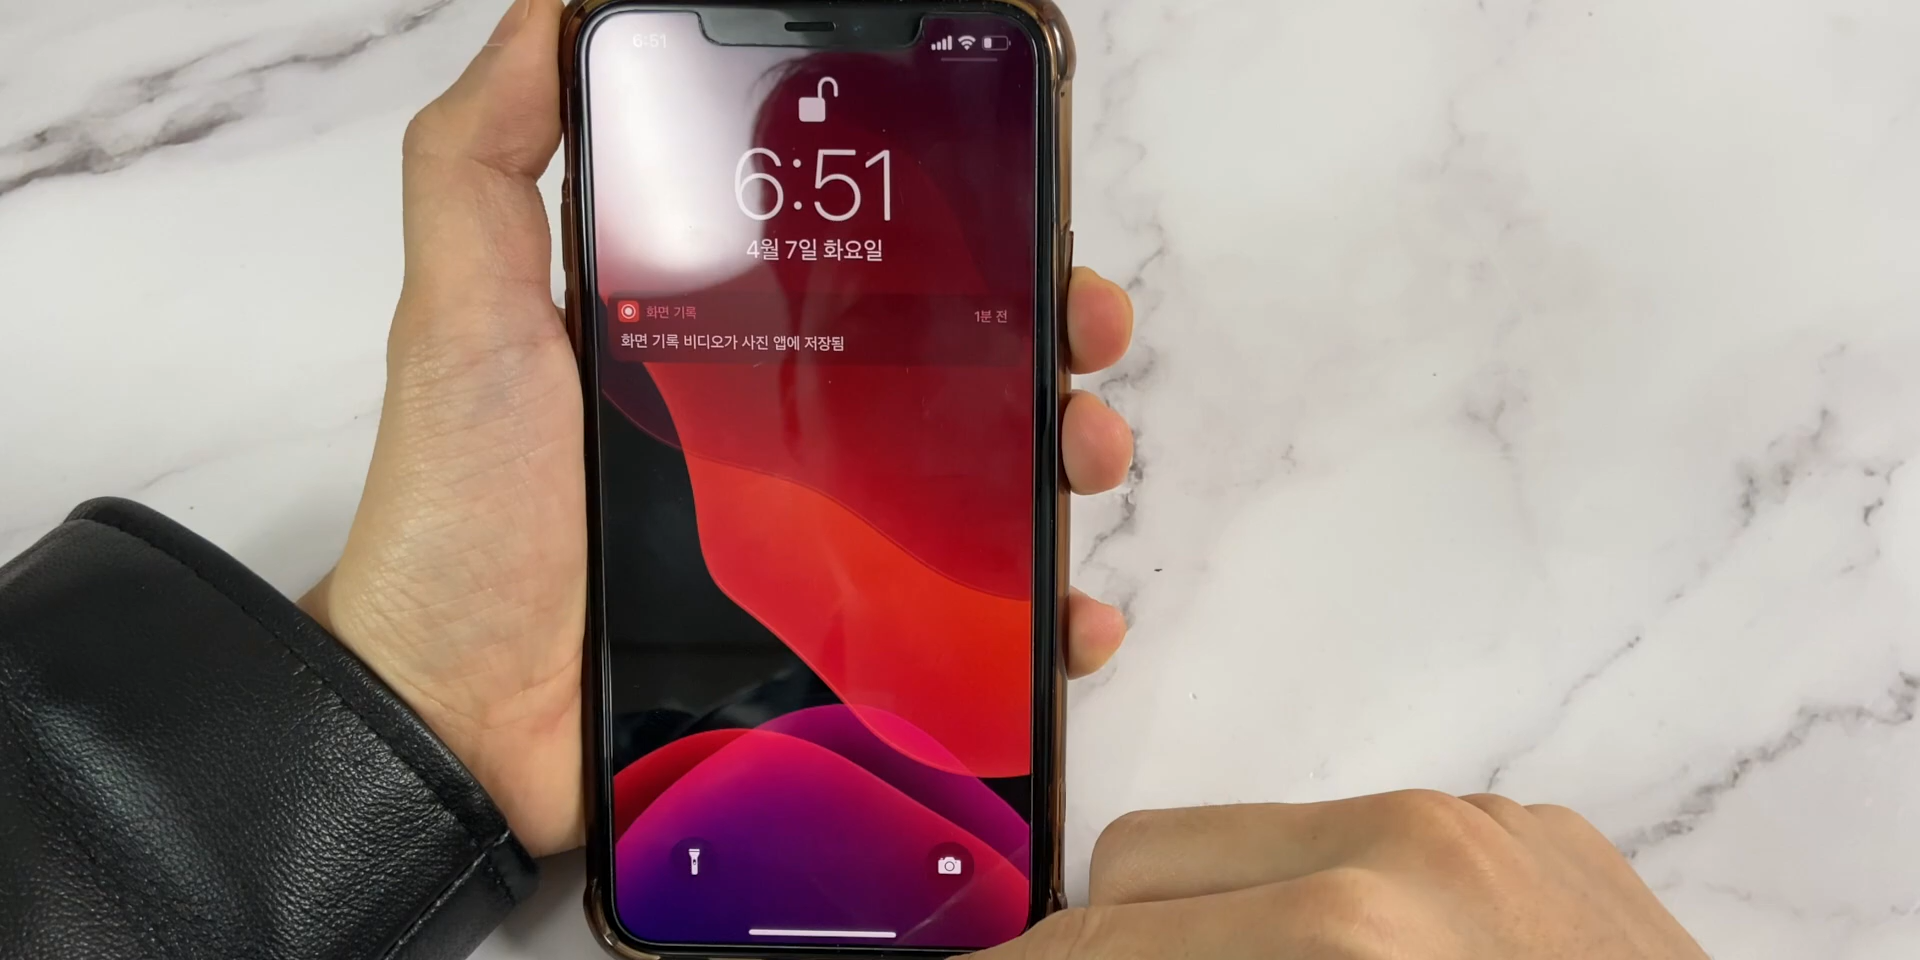 6:51
6:51
4월 7일 화요일
화면 기록
1분 전
화면 기록 비디오가 사진 앱에 저장됨